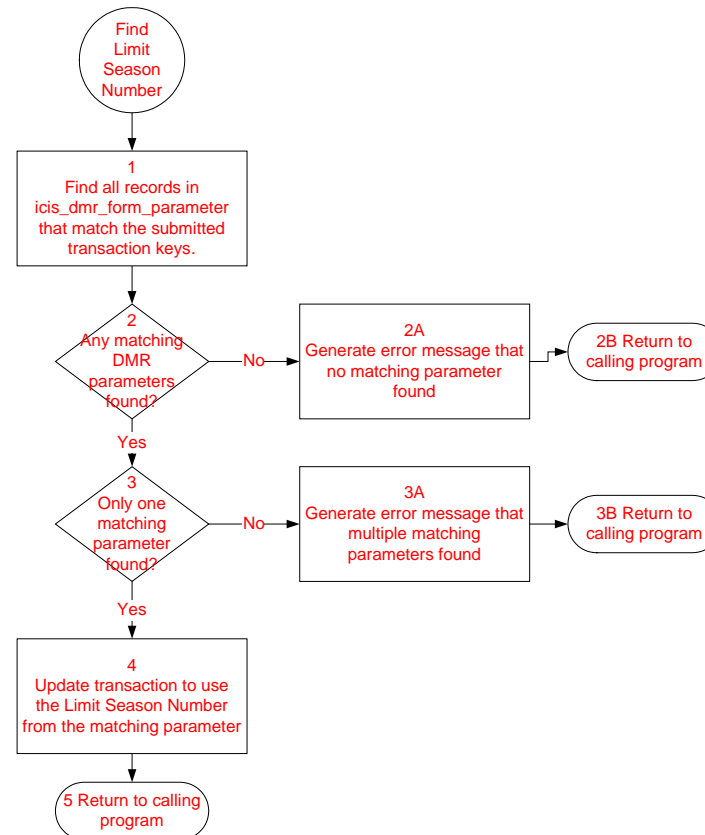 Find
Limit
Season
Number
1
Find all records in
icis_dmr_form_parameter
that match the submitted
transaction keys.
2
Any matching
DMR
parameters
found?
No
2A
Generate error message that
no matching parameter
found
2B Return to
calling program
Yes
3
Only one
matching
parameter
found?
No
3A
Generate error message that
multiple matching
parameters found
3B Return to
calling program
Yes
4
Update transaction to use
the Limit Season Number
from the matching parameter
5 Return to calling
program